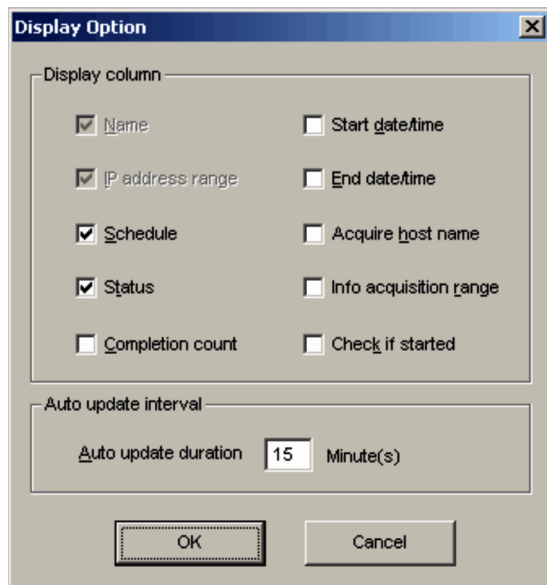 Display Option
Display column
Name
Start date/time
IP address range
End date/time
Schedule
Acquire host name
Status
Info acquisition range
Completion count
Check if started
Auto update interval
Auto update duration 15 Minute(s)
OK
Cancel